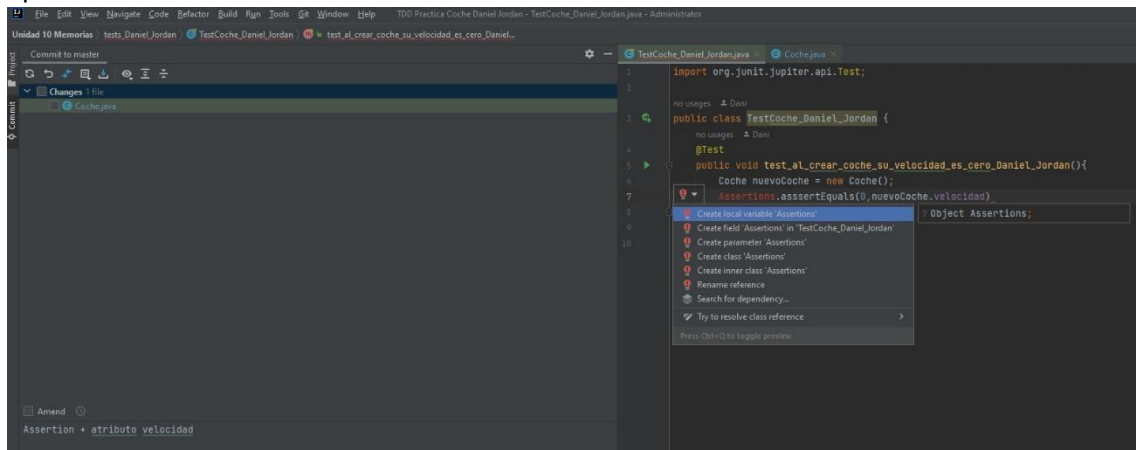 File Edit View Navigate Code Refactor Build Run Tools Git Window Help TDD Practica Coche Daniel Jordan - TestCoche_Daniel_Jordan.java - Administrator
Unidad 10 Memorias tests_Daniel_Jordan TestCoche_Daniel_Jordan test_al_crear_coche_su_velocidad_es_cero_Daniel...
Project
Commit
Commit to master
Changes 1 file
Coche.java
Amend
Assertion + atributo velocidad
TestCoche_Daniel_Jordan.java Coche.java
1 import org.junit.jupiter.api.Test;
2
no usages Dani
3 public class TestCoche_Daniel_Jordan {
no usages Dani
4 @Test
5 public void test_al_crear_coche_su_velocidad_es_cero_Daniel_Jordan(){
6 Coche nuevoCoche = new Coche();
7 Assertions.asssertEquals(0,nuevoCoche.velocidad)
8
9
10
Create local variable 'Assertions'
Create field 'Assertions' in 'TestCoche_Daniel_Jordan'
Create parameter 'Assertions'
Create class 'Assertions'
Create inner class 'Assertions'
Rename reference
Search for dependency...
Try to resolve class reference
Press Ctrl+Q to toggle preview
7 Object Assertions;